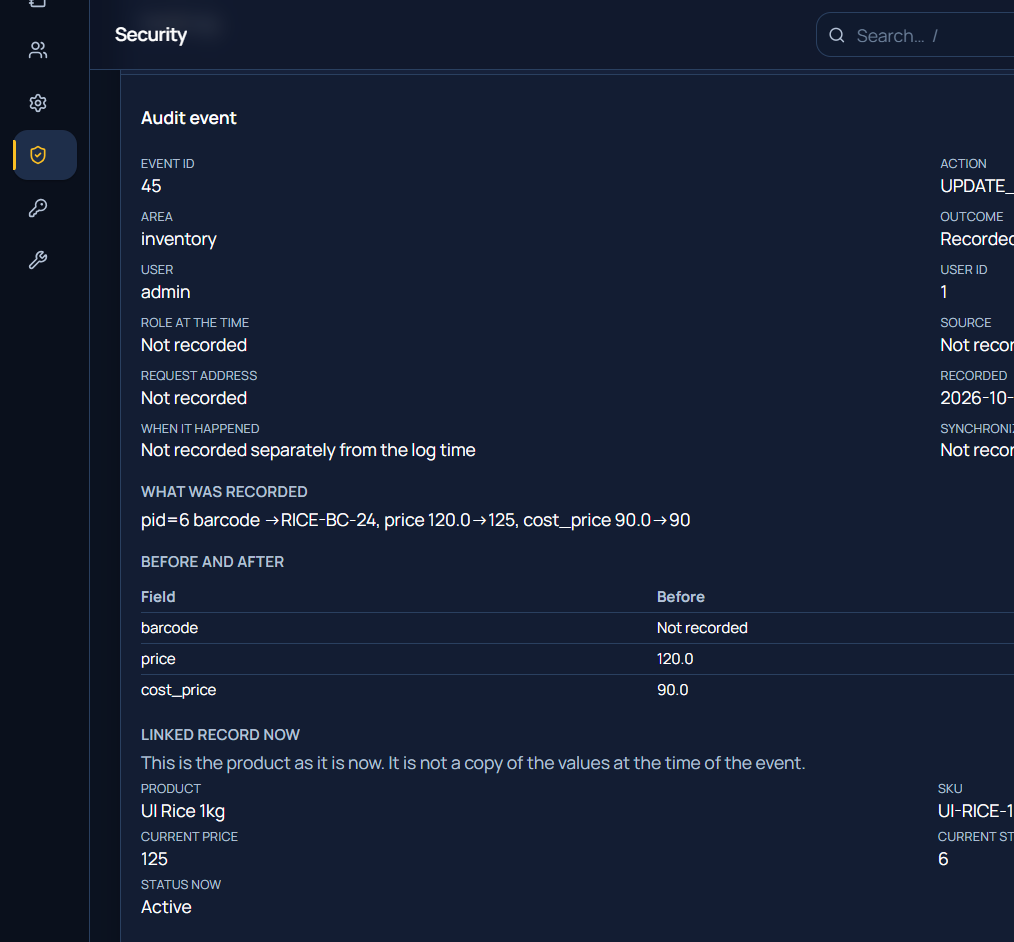 Security
Search... /
Audit event
EVENT ID
ACTION
45
UPDATE_
AREA
OUTCOME
inventory
Recorded
USER
USER ID
admin
1
ROLE AT THE TIME
SOURCE
Not recorded
Not recor
REQUEST ADDRESS
RECORDED
Not recorded
2026-10-
WHEN IT HAPPENED
SYNCHRONIZ
Not recorded separately from the log time
Not recor
WHAT WAS RECORDED
pid=6 barcode →RICE-BC-24, price 120.0→125, cost_price 90.0→90
BEFORE AND AFTER
Field Before
barcode Not recorded
price 120.0
cost_price 90.0
LINKED RECORD NOW
This is the product as it is now. It is not a copy of the values at the time of the event.
PRODUCT
SKU
UI Rice 1kg
UI-RICE-1
CURRENT PRICE
CURRENT ST
125
6
STATUS NOW
Active